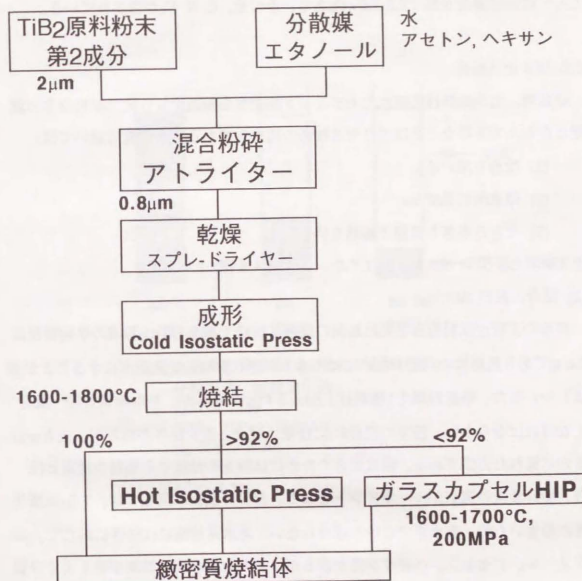 TiB2原料粉末
第2成分
分散媒
エタノール
水
アセトン, ヘキサン
2μm
混合粉砕
アトライター
0.8μm
乾燥
スプレ-ドライヤー
成形
Cold Isostatic Press
1600-1800°C
焼結
100%
>92%
<92%
Hot Isostatic Press
ガラスカプセルHIP
1600-1700°C,
200MPa
緻密質焼結体